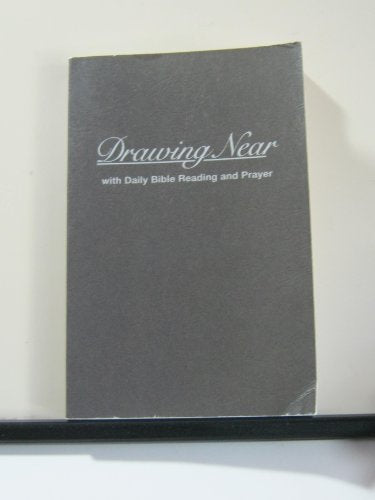 Drawing Near
with Daily Bible Reading and Prayer